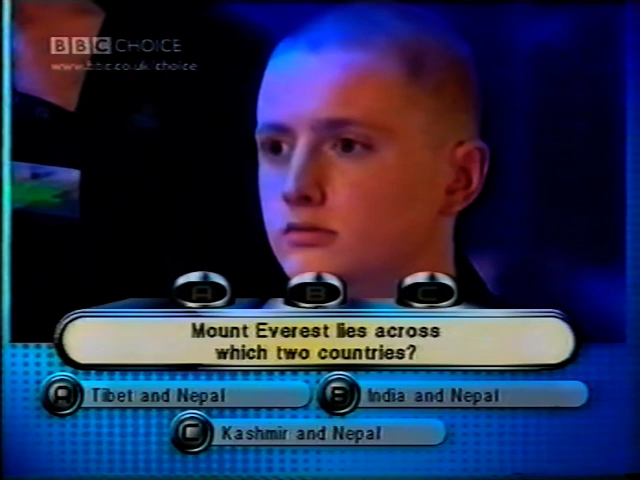 BBC CHOICE
www.bbc.co.uk/choice
A B C
Mount Everest lies across
which two countries?
A Tibet and Nepal
B India and Nepal
C Kashmir and Nepal